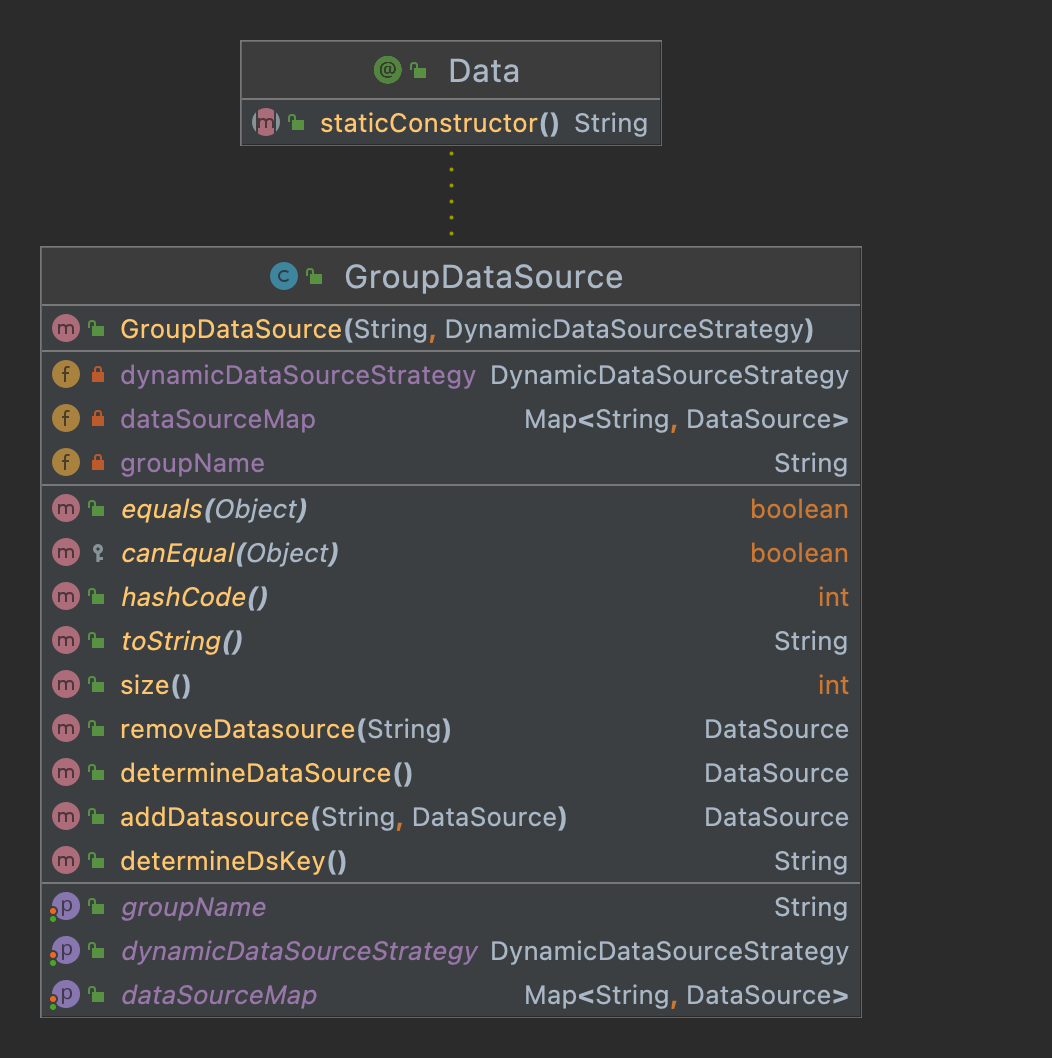 @ Data
m staticConstructor() String
C GroupDataSource
m GroupDataSource(String, DynamicDataSourceStrategy)
f dynamicDataSourceStrategy DynamicDataSourceStrategy
f dataSourceMap Map<String, DataSource>
f groupName String
m equals(Object) boolean
m canEqual(Object) boolean
m hashCode() int
m toString() String
m size() int
m removeDatasource(String) DataSource
m determineDataSource() DataSource
m addDatasource(String, DataSource) DataSource
m determineDsKey() String
p groupName String
p dynamicDataSourceStrategy DynamicDataSourceStrategy
p dataSourceMap Map<String, DataSource>